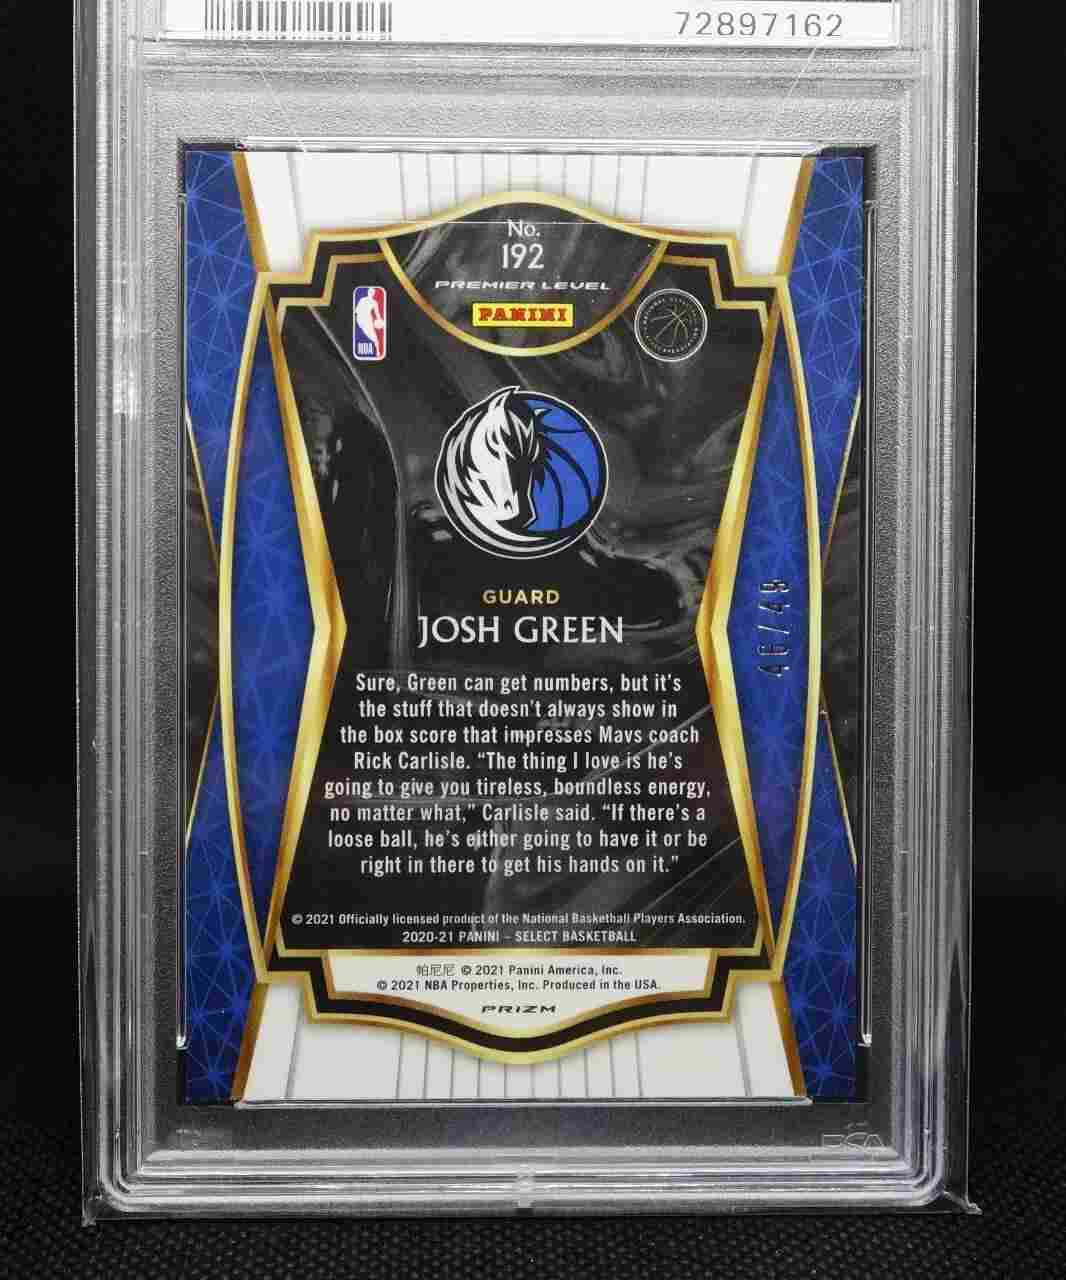 72897162
No.
192
PREMIER LEVEL
PANINI
NBA
GUARD
JOSH GREEN
46/49
Sure, Green can get numbers, but it's
the stuff that doesn't always show in
the box score that impresses Mavs coach
Rick Carlisle. “The thing I love is he's
going to give you tireless, boundless energy,
no matter what,” Carlisle said. “If there's a
loose ball, he's either going to have it or be
right in there to get his hands on it.”
© 2021 Officially licensed product of the National Basketball Players Association.
2020-21 PANINI – SELECT BASKETBALL
帕尼尼 © 2021 Panini America, Inc.
© 2021 NBA Properties, Inc. Produced in the USA.
PRIZM
PSA